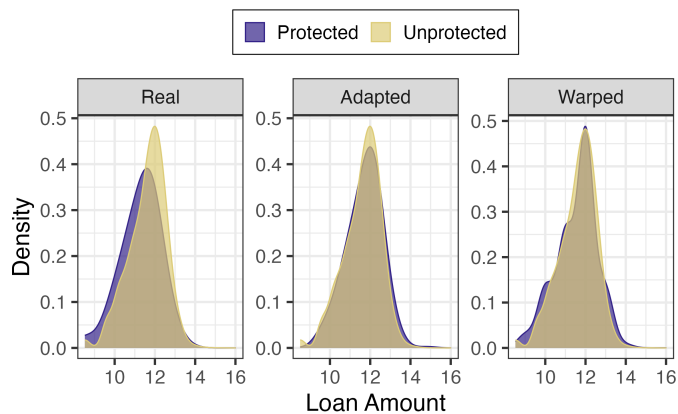 Protected Unprotected
Real Adapted Warped
Density
0.5 0.5 0.5
0.4 0.4 0.4
0.3 0.3 0.3
0.2 0.2 0.2
0.1 0.1 0.1
0.0 0.0 0.0
10 12 14 16 10 12 14 16 10 12 14 16
Loan Amount